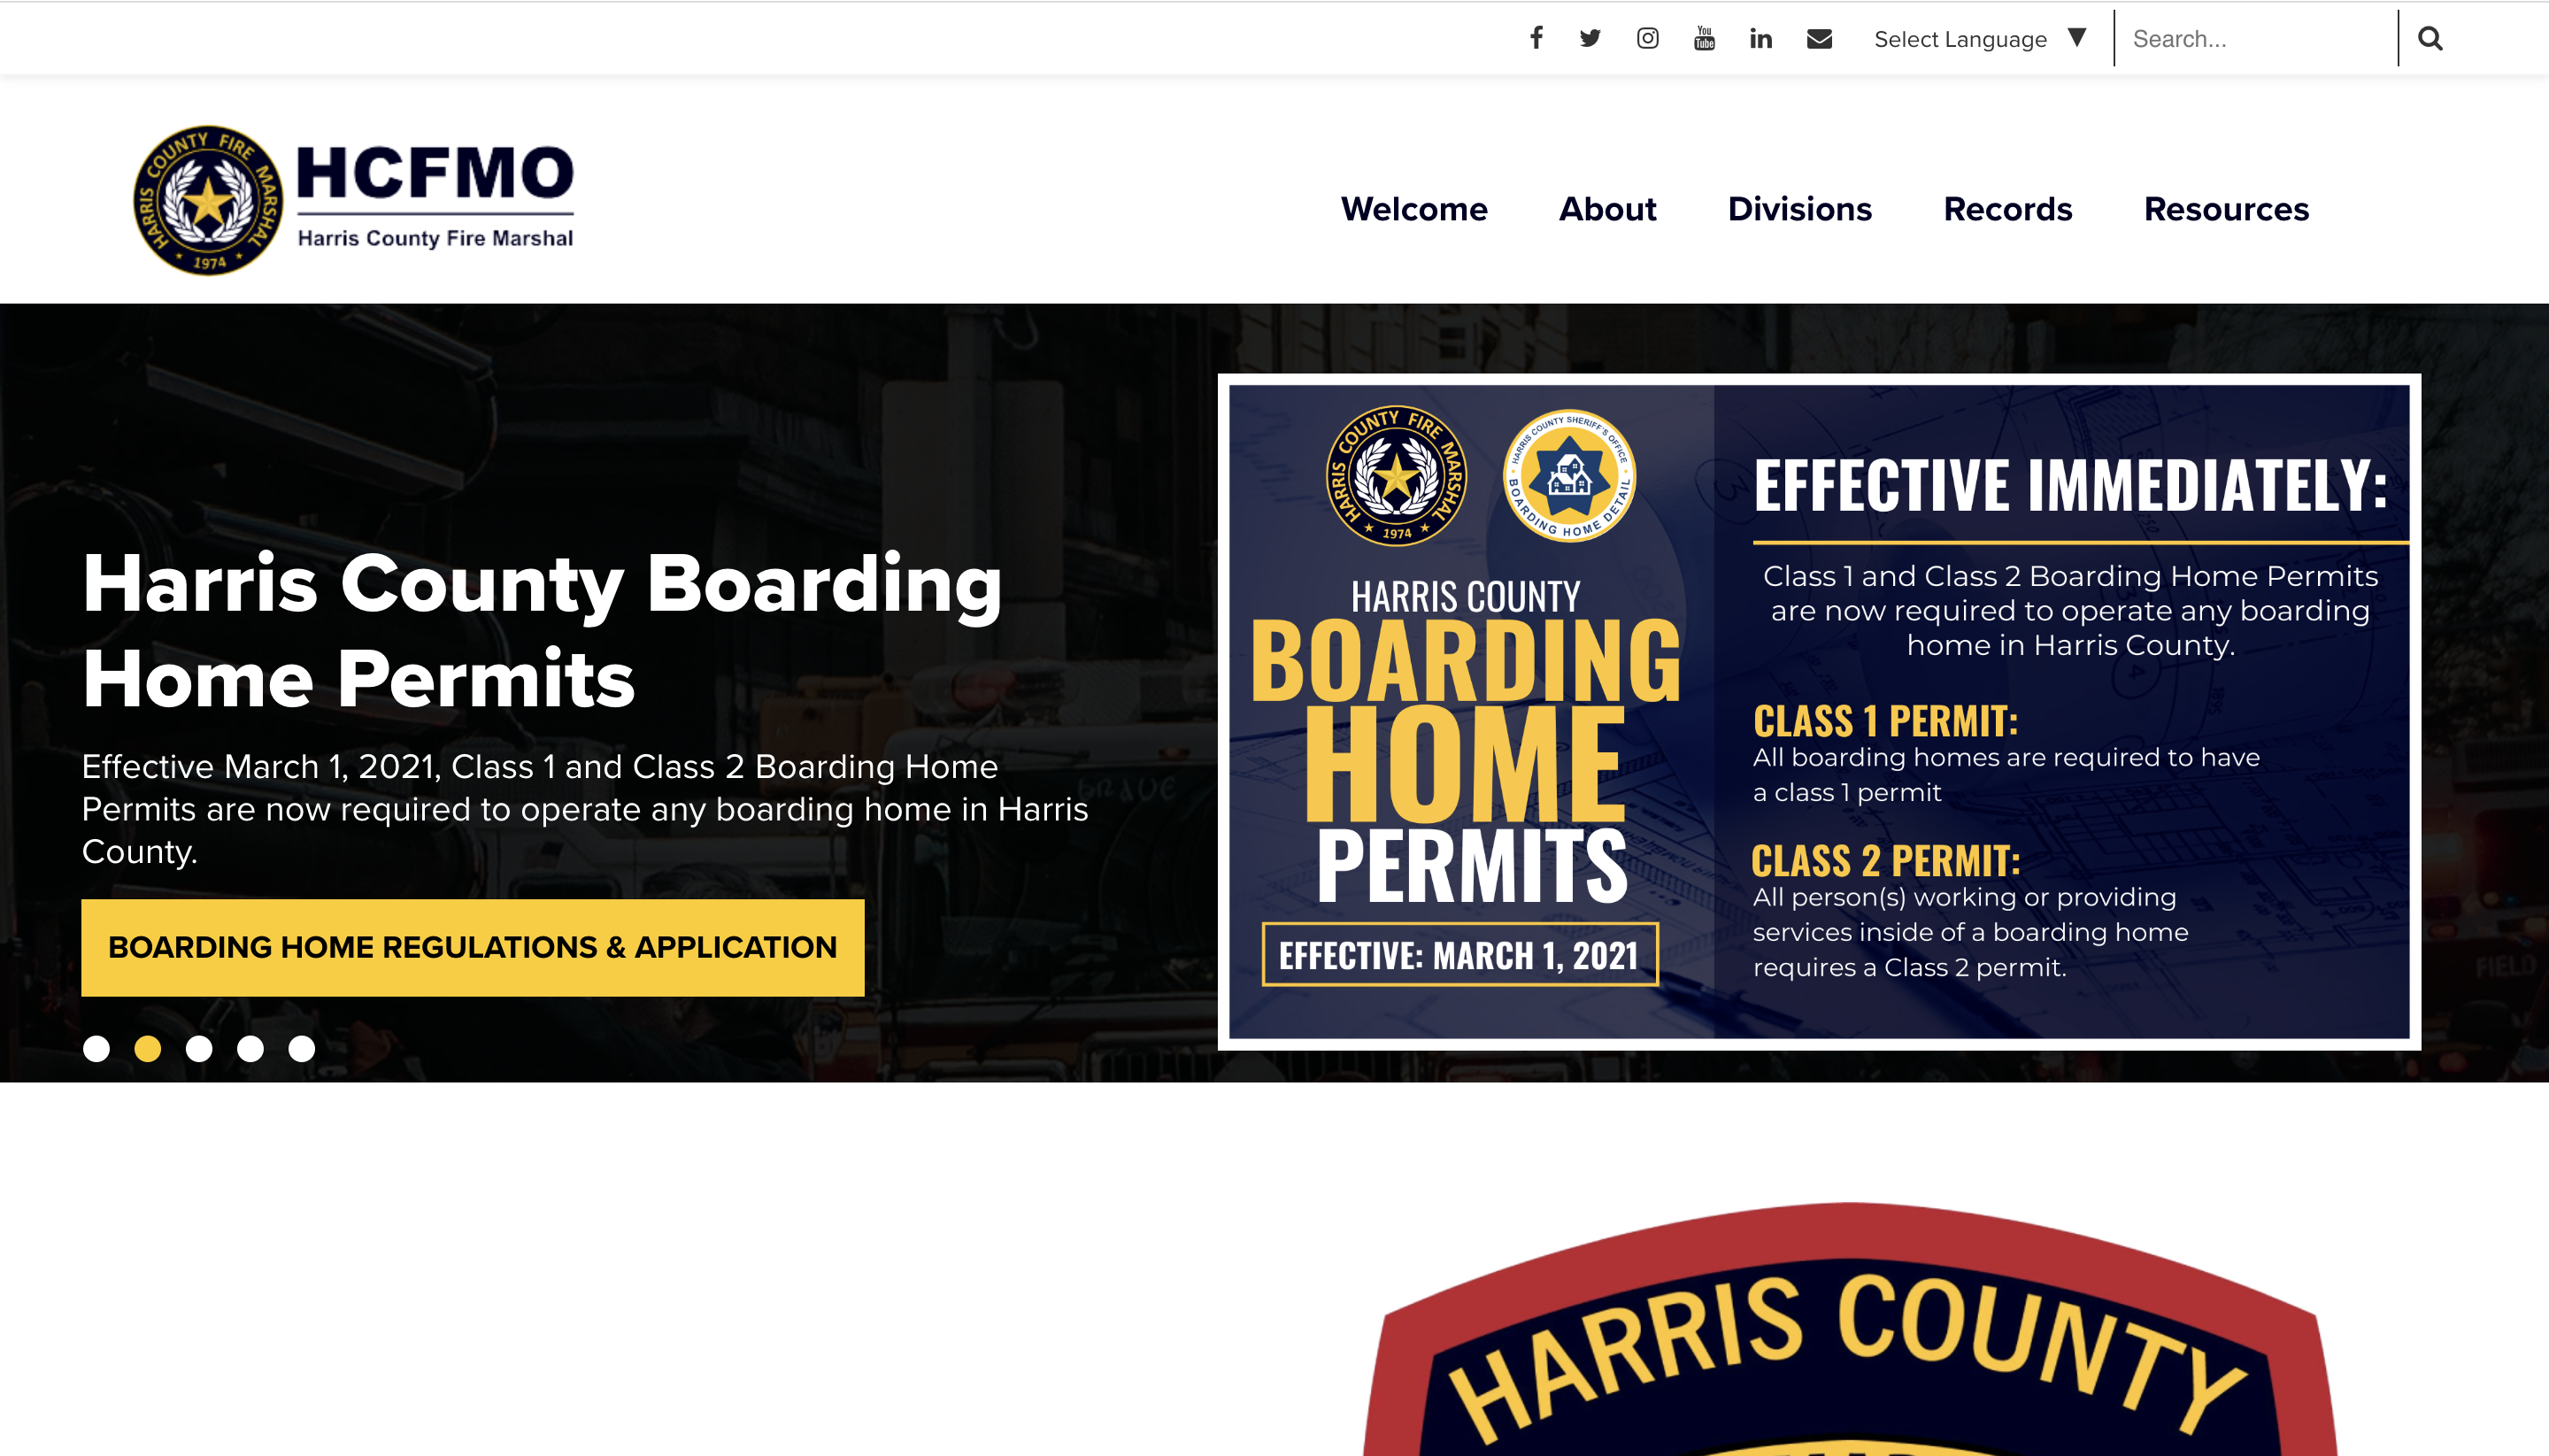 You
Tube
Select Language ▼
Search...
HARRIS COUNTY FIRE MARSHAL
1974
HCFMO
Harris County Fire Marshal
Welcome
About
Divisions
Records
Resources
Harris County Boarding
Home Permits
Effective March 1, 2021, Class 1 and Class 2 Boarding Home
Permits are now required to operate any boarding home in Harris
County.
BOARDING HOME REGULATIONS & APPLICATION
BRAVE
HARRIS COUNTY FIRE MARSHAL
1974
HARRIS COUNTY SHERIFF'S OFFICE
BOARDING HOME DETAIL
HARRIS COUNTY
BOARDING
HOME
PERMITS
EFFECTIVE: MARCH 1, 2021
EFFECTIVE IMMEDIATELY:
Class 1 and Class 2 Boarding Home Permits
are now required to operate any boarding
home in Harris County.
CLASS 1 PERMIT:
All boarding homes are required to have
a class 1 permit
CLASS 2 PERMIT:
All person(s) working or providing
services inside of a boarding home
requires a Class 2 permit.
FIELD
HARRIS COUNTY